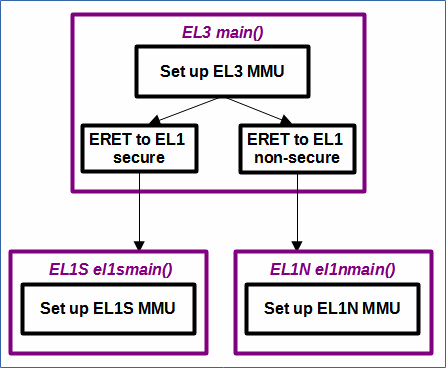 EL3 main()
Set up EL3 MMU
ERET to EL1
secure
ERET to EL1
non-secure
EL1S el1smain()
Set up EL1S MMU
EL1N el1nmain()
Set up EL1N MMU